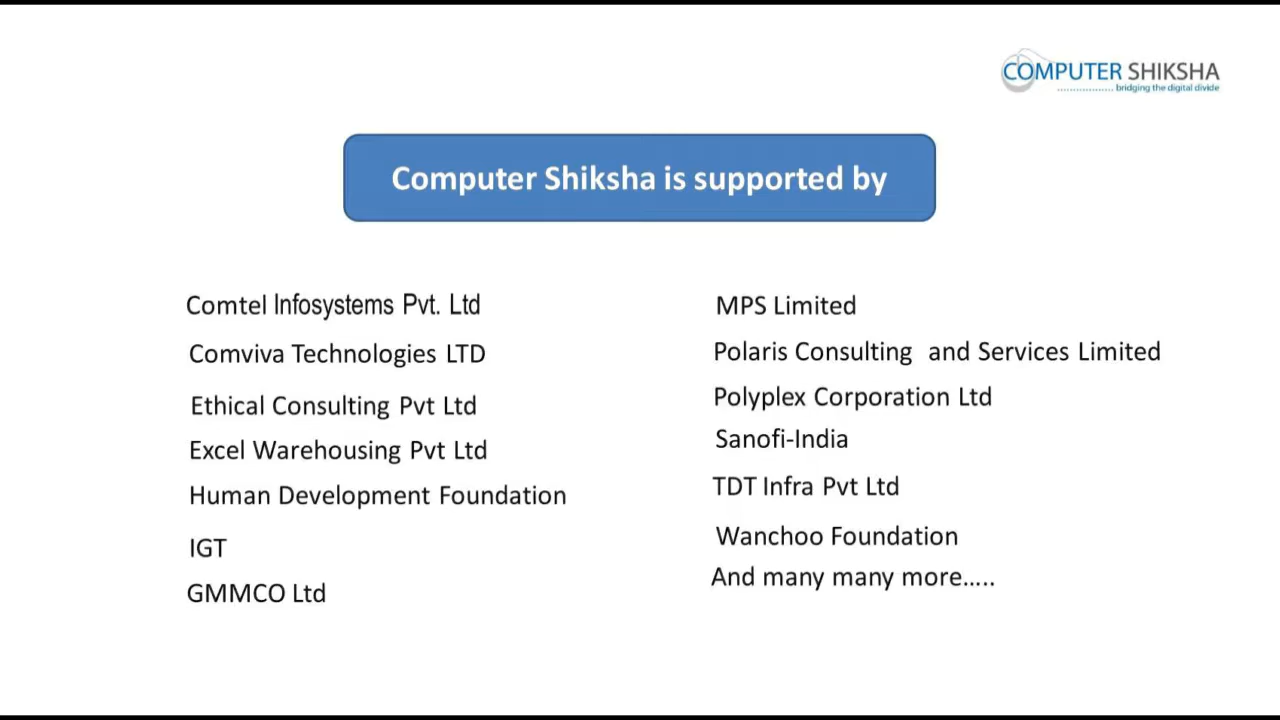 COMPUTER SHIKSHA
bridging the digital divide
Computer Shiksha is supported by
Comtel Infosystems Pvt. Ltd
Comviva Technologies LTD
Ethical Consulting Pvt Ltd
Excel Warehousing Pvt Ltd
Human Development Foundation
IGT
GMMCO Ltd
MPS Limited
Polaris Consulting and Services Limited
Polyplex Corporation Ltd
Sanofi-India
TDT Infra Pvt Ltd
Wanchoo Foundation
And many many more.....